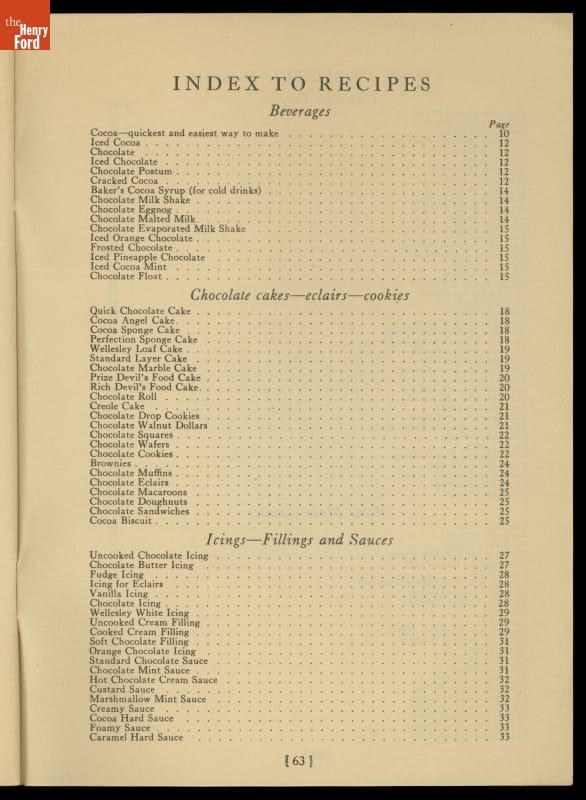 the
Henry
Ford
INDEX TO RECIPES
Beverages
Page
Cocoa—quickest and easiest way to make . . . . . 10
Iced Cocoa . . . . . 12
Chocolate . . . . . 12
Iced Chocolate . . . . . 12
Chocolate Postum . . . . . 12
Cracked Cocoa . . . . . 12
Baker's Cocoa Syrup (for cold drinks) . . . . . 14
Chocolate Milk Shake . . . . . 14
Chocolate Eggnog . . . . . 14
Chocolate Malted Milk . . . . . 14
Chocolate Evaporated Milk Shake . . . . . 15
Iced Orange Chocolate . . . . . 15
Frosted Chocolate . . . . . 15
Iced Pineapple Chocolate . . . . . 15
Iced Cocoa Mint . . . . . 15
Chocolate Float . . . . . 15
Chocolate cakes—eclairs—cookies
Quick Chocolate Cake . . . . . 18
Cocoa Angel Cake . . . . . 18
Cocoa Sponge Cake . . . . . 18
Perfection Sponge Cake . . . . . 18
Wellesley Loaf Cake . . . . . 19
Standard Layer Cake . . . . . 19
Chocolate Marble Cake . . . . . 19
Prize Devil's Food Cake . . . . . 20
Rich Devil's Food Cake . . . . . 20
Chocolate Roll . . . . . 20
Creole Cake . . . . . 21
Chocolate Drop Cookies . . . . . 21
Chocolate Walnut Dollars . . . . . 21
Chocolate Squares . . . . . 22
Chocolate Wafers . . . . . 22
Chocolate Cookies . . . . . 22
Brownies . . . . . 24
Chocolate Muffins . . . . . 24
Chocolate Eclairs . . . . . 24
Chocolate Macaroons . . . . . 25
Chocolate Doughnuts . . . . . 25
Chocolate Sandwiches . . . . . 25
Cocoa Biscuit . . . . . 25
Icings—Fillings and Sauces
Uncooked Chocolate Icing . . . . . 27
Chocolate Butter Icing . . . . . 27
Fudge Icing . . . . . 28
Icing for Eclairs . . . . . 28
Vanilla Icing . . . . . 28
Chocolate Icing . . . . . 28
Wellesley White Icing . . . . . 29
Uncooked Cream Filling . . . . . 29
Cooked Cream Filling . . . . . 29
Soft Chocolate Filling . . . . . 31
Orange Chocolate Icing . . . . . 31
Standard Chocolate Sauce . . . . . 31
Chocolate Mint Sauce . . . . . 31
Hot Chocolate Cream Sauce . . . . . 32
Custard Sauce . . . . . 32
Marshmallow Mint Sauce . . . . . 32
Creamy Sauce . . . . . 33
Cocoa Hard Sauce . . . . . 33
Foamy Sauce . . . . . 33
Caramel Hard Sauce . . . . . 33
[ 63 ]